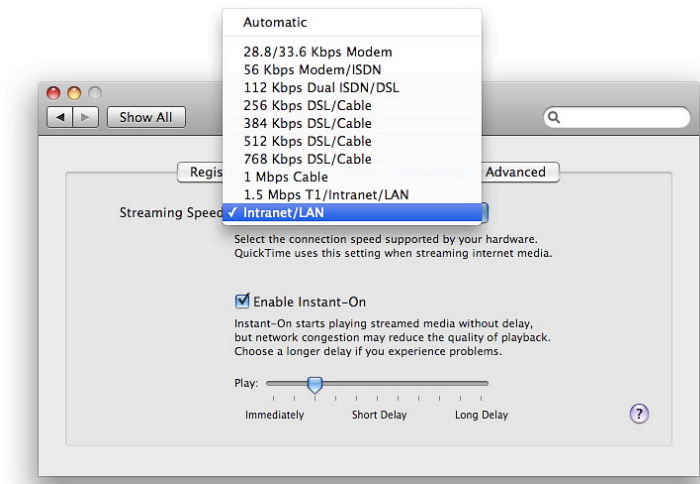 Automatic
28.8/33.6 Kbps Modem
56 Kbps Modem/ISDN
112 Kbps Dual ISDN/DSL
256 Kbps DSL/Cable
384 Kbps DSL/Cable
512 Kbps DSL/Cable
768 Kbps DSL/Cable
1 Mbps Cable
1.5 Mbps T1/Intranet/LAN
✓ Intranet/LAN
Show All
Regis
Advanced
Streaming Speed
Select the connection speed supported by your hardware.
QuickTime uses this setting when streaming internet media.
Enable Instant-On
Instant-On starts playing streamed media without delay,
but network congestion may reduce the quality of playback.
Choose a longer delay if you experience problems.
Play:
Immediately Short Delay Long Delay
?